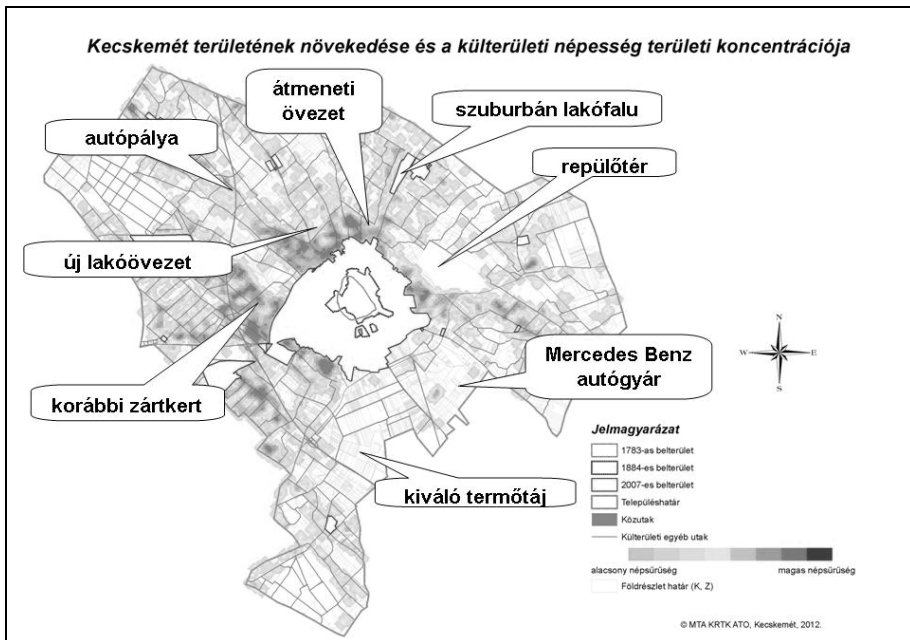 Kecskemét területének növekedése és a külterületi népesség területi koncentrációja
átmeneti
övezet
szuburbán lakófalu
autópálya
repülőtér
új lakóövezet
N
W
E
S
Mercedes Benz
autógyár
korábbi zártkert
kiváló termőtáj
Jelmagyarázat
1783-as belterület
1884-es belterület
2007-es belterület
Településhatár
Közutak
Külterületi egyéb utak
alacsony népsűrűség
magas népsűrűség
Földrészlet határ (K, Z)
© MTA KRTK ATO, Kecskemét, 2012.